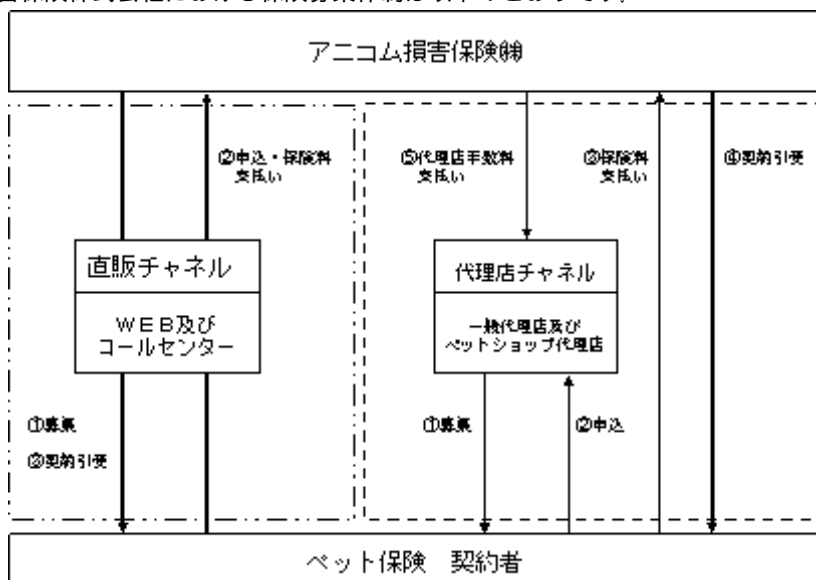 害保険株式会社における保険募集体制は以下のとおりです。
アニコム損害保険㈱
②申込・保険料
支払い
⑤代理店手数料
支払い
③保険料
支払い
④契約引受
直販チャネル
WEB及び
コールセンター
代理店チャネル
一般代理店及び
ペットショップ代理店
①募集
③契約引受
①募集
②申込
ペット保険 契約者